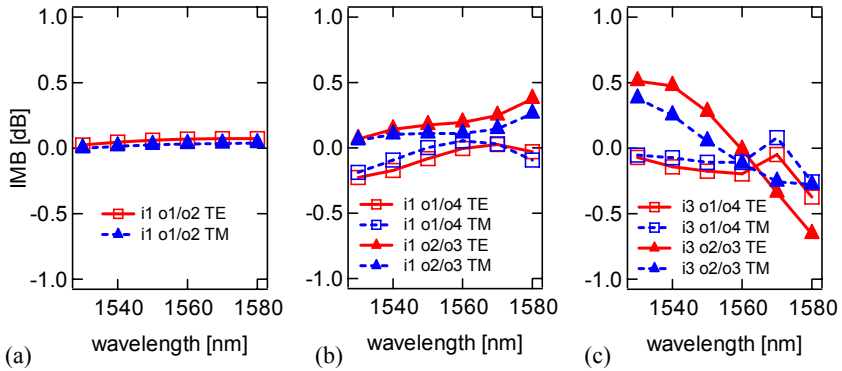 IMB [dB]
1.0
0.5
0.0
-0.5
-1.0
i1 o1/o2 TE
i1 o1/o2 TM
1540
1560
1580
wavelength [nm]
(a)
1.0
0.5
0.0
-0.5
-1.0
i1 o1/o4 TE
i1 o1/o4 TM
i1 o2/o3 TE
i1 o2/o3 TM
1540
1560
1580
wavelength [nm]
(b)
1.0
0.5
0.0
-0.5
-1.0
i3 o1/o4 TE
i3 o1/o4 TM
i3 o2/o3 TE
i3 o2/o3 TM
1540
1560
1580
wavelength [nm]
(c)